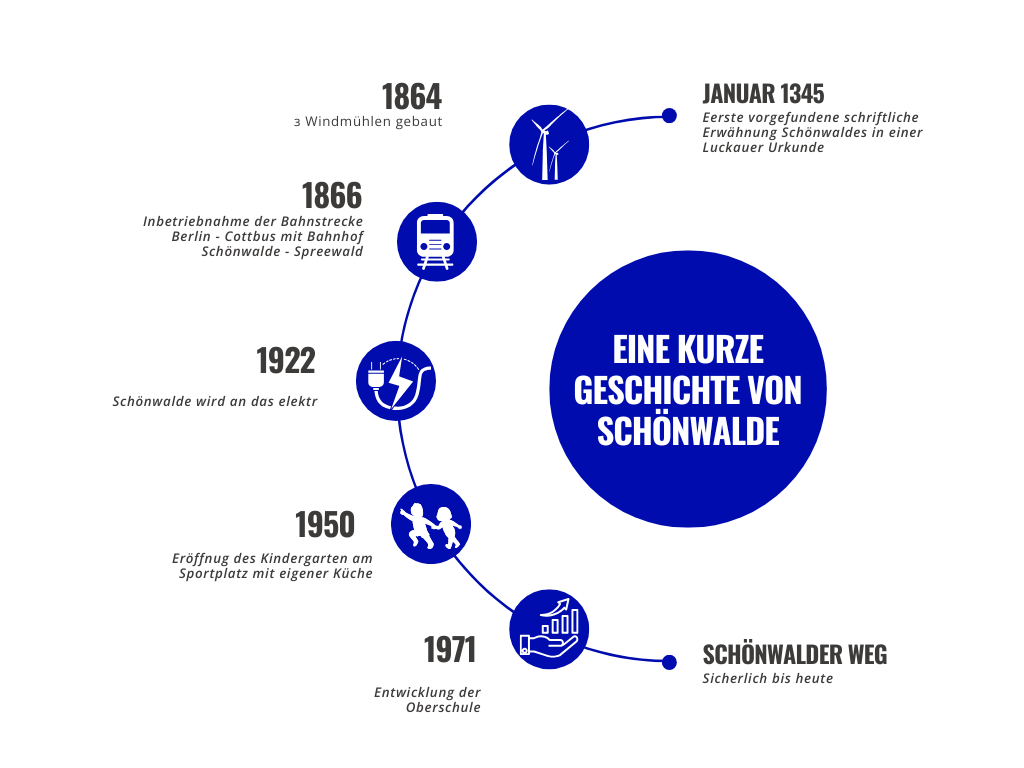 JANUAR 1345
Eerste vorgefundene schriftliche
Erwähnung Schönwaldes in einer
Luckauer Urkunde
1864
3 Windmühlen gebaut
1866
Inbetriebnahme der Bahnstrecke
Berlin - Cottbus mit Bahnhof
Schönwalde - Spreewald
1922
Schönwalde wird an das elektr
1950
Eröffnug des Kindergarten am
Sportplatz mit eigener Küche
1971
Entwicklung der
Oberschule
SCHÖNWALDER WEG
Sicherlich bis heute
EINE KURZE
GESCHICHTE VON
SCHÖNWALDE